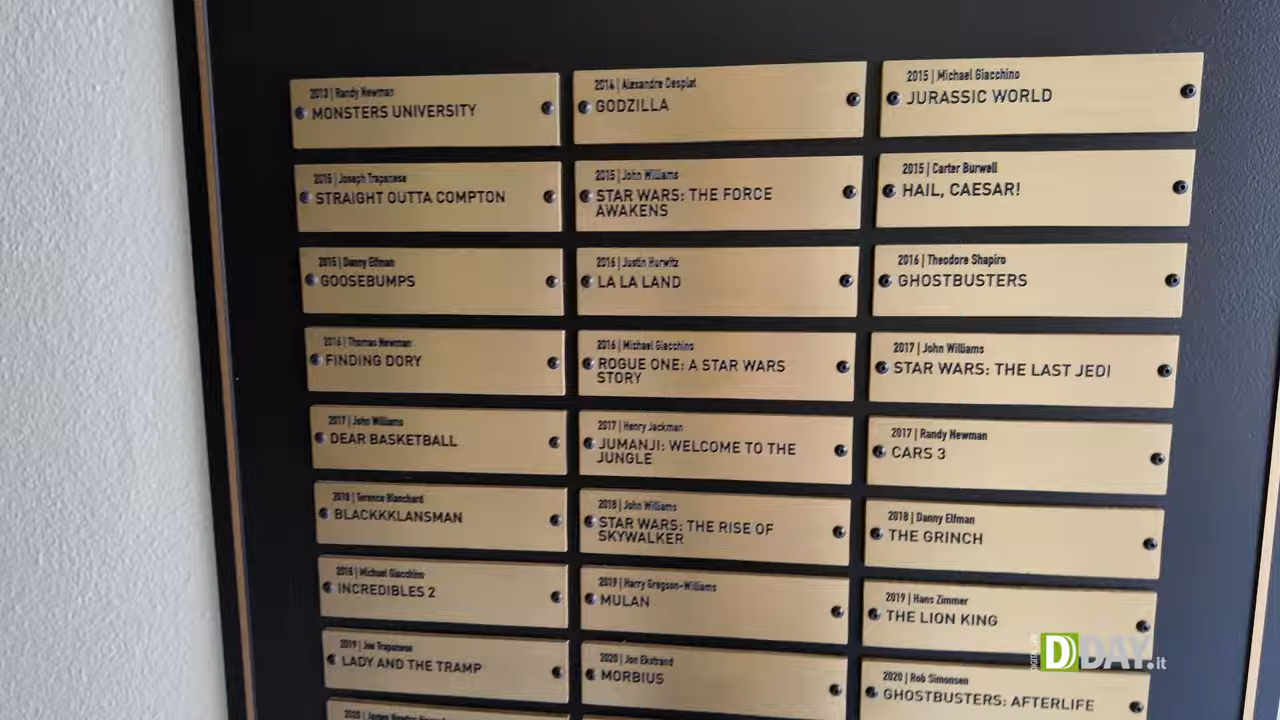 2013 | Randy Newman
MONSTERS UNIVERSITY
2014 | Alexandre Desplat
GODZILLA
2015 | Michael Giacchino
JURASSIC WORLD
2015 | Joseph Trapanese
STRAIGHT OUTTA COMPTON
2015 | John Williams
STAR WARS: THE FORCE
AWAKENS
2015 | Carter Burwell
HAIL, CAESAR!
2015 | Danny Elfman
GOOSEBUMPS
2016 | Justin Hurwitz
LA LA LAND
2016 | Theodore Shapiro
GHOSTBUSTERS
2016 | Thomas Newman
FINDING DORY
2016 | Michael Giacchino
ROGUE ONE: A STAR WARS
STORY
2017 | John Williams
STAR WARS: THE LAST JEDI
2017 | John Williams
DEAR BASKETBALL
2017 | Henry Jackman
JUMANJI: WELCOME TO THE
JUNGLE
2017 | Randy Newman
CARS 3
2018 | Terence Blanchard
BLACKKKLANSMAN
2018 | John Williams
STAR WARS: THE RISE OF
SKYWALKER
2018 | Danny Elfman
THE GRINCH
2018 | Michael Giacchino
INCREDIBLES 2
2019 | Harry Gregson-Williams
MULAN
2019 | Hans Zimmer
THE LION KING
2019 | Joe Trapanese
LADY AND THE TRAMP
2020 | Jon Ekstrand
MORBIUS
2020 | Rob Simonsen
GHOSTBUSTERS: AFTERLIFE
2020 | James Newton
D DDAY.it